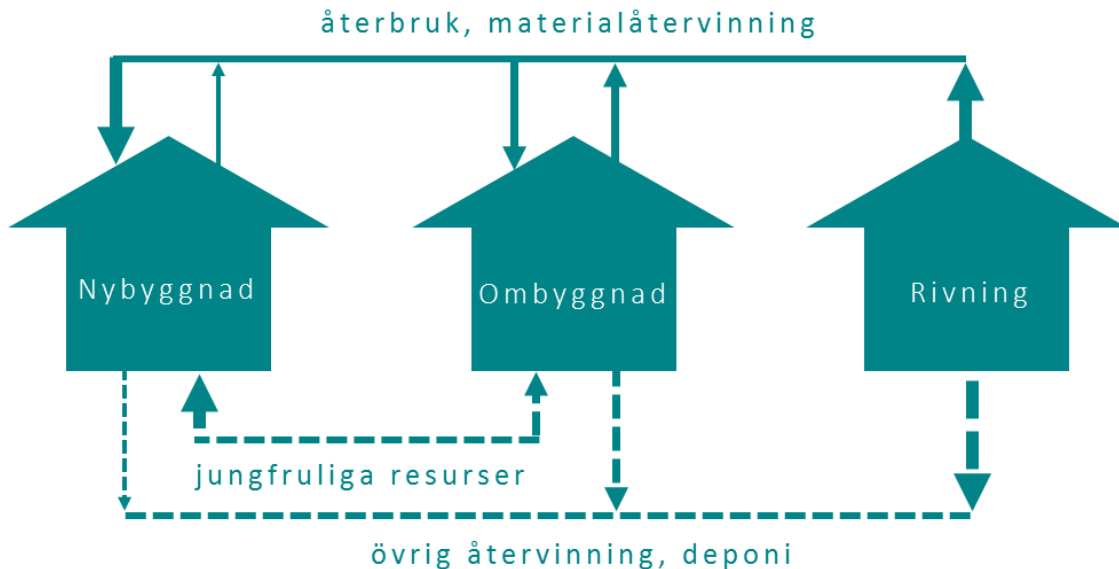 återbruk, materialåtervinning
Nybyggnad
Ombyggnad
Rivning
jungfruliga resurser
övrig återvinning, deponi